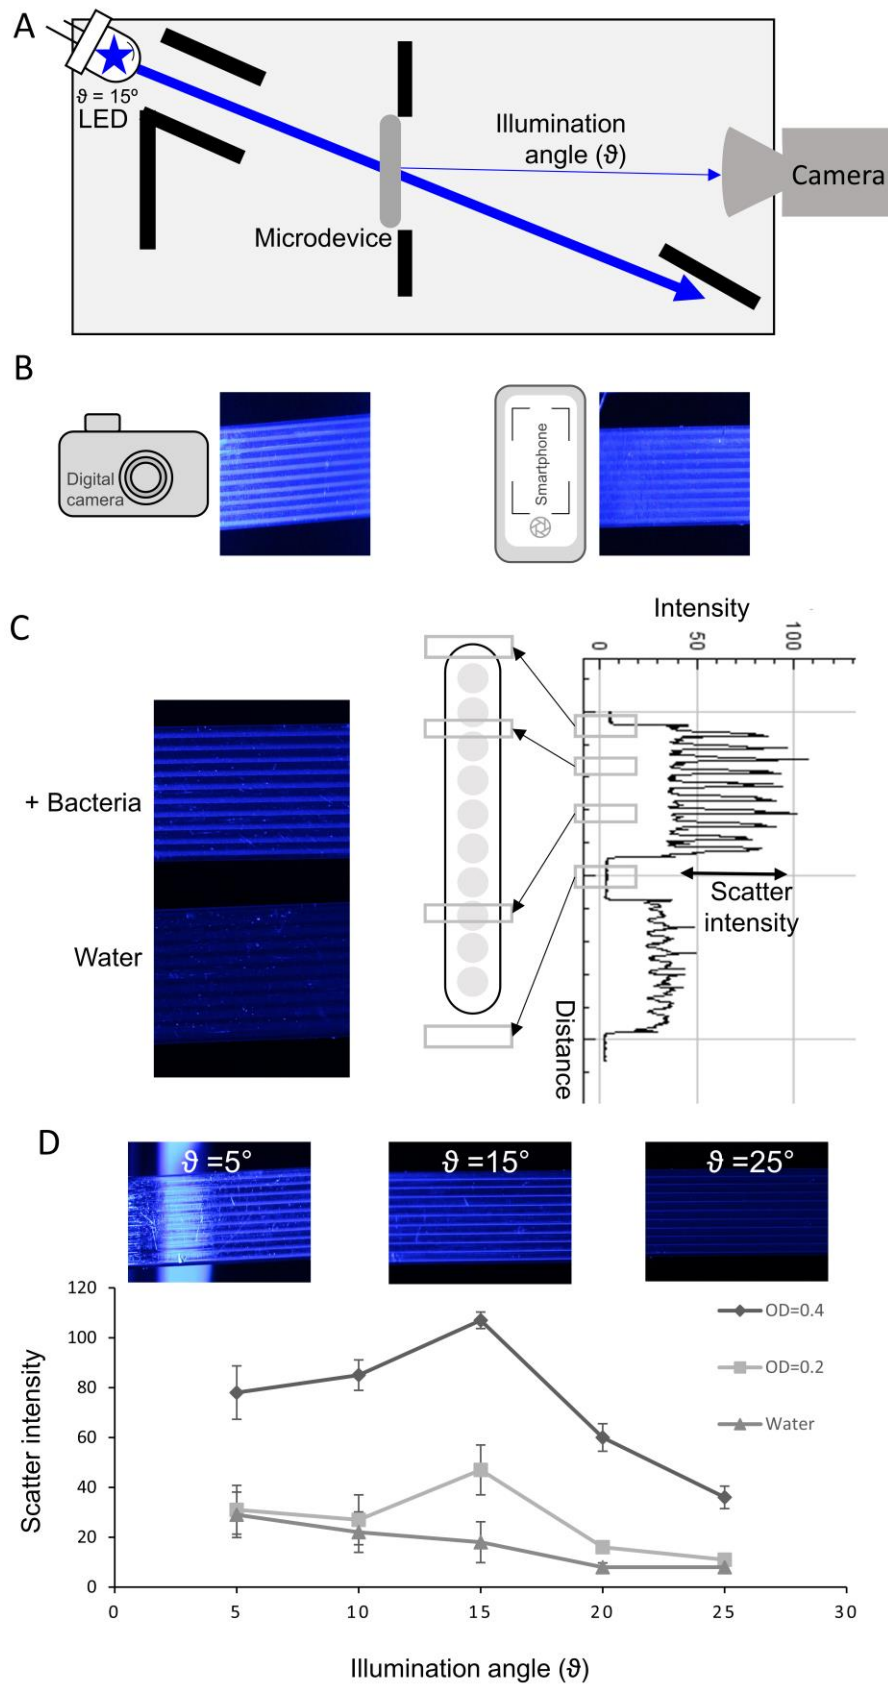 A
ϑ = 15º
LED
Illumination
angle (ϑ)
Camera
Microdevice
B
Digital
camera
Smartphone
C
Intensity
0
50
100
+ Bacteria
Scatter
intensity
Water
Distance
D
ϑ =5°
ϑ =15°
ϑ =25°
120
100
80
60
40
20
0
OD=0.4
OD=0.2
Water
Scatter intensity
0
5
10
15
20
25
30
Illumination angle (ϑ)